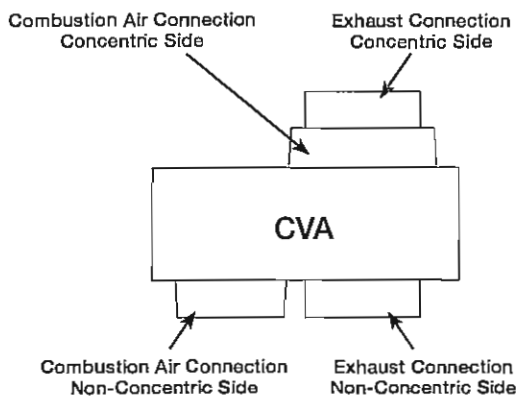 Combustion Air Connection
Concentric Side
Exhaust Connection
Concentric Side
CVA
Combustion Air Connection
Non-Concentric Side
Exhaust Connection
Non-Concentric Side